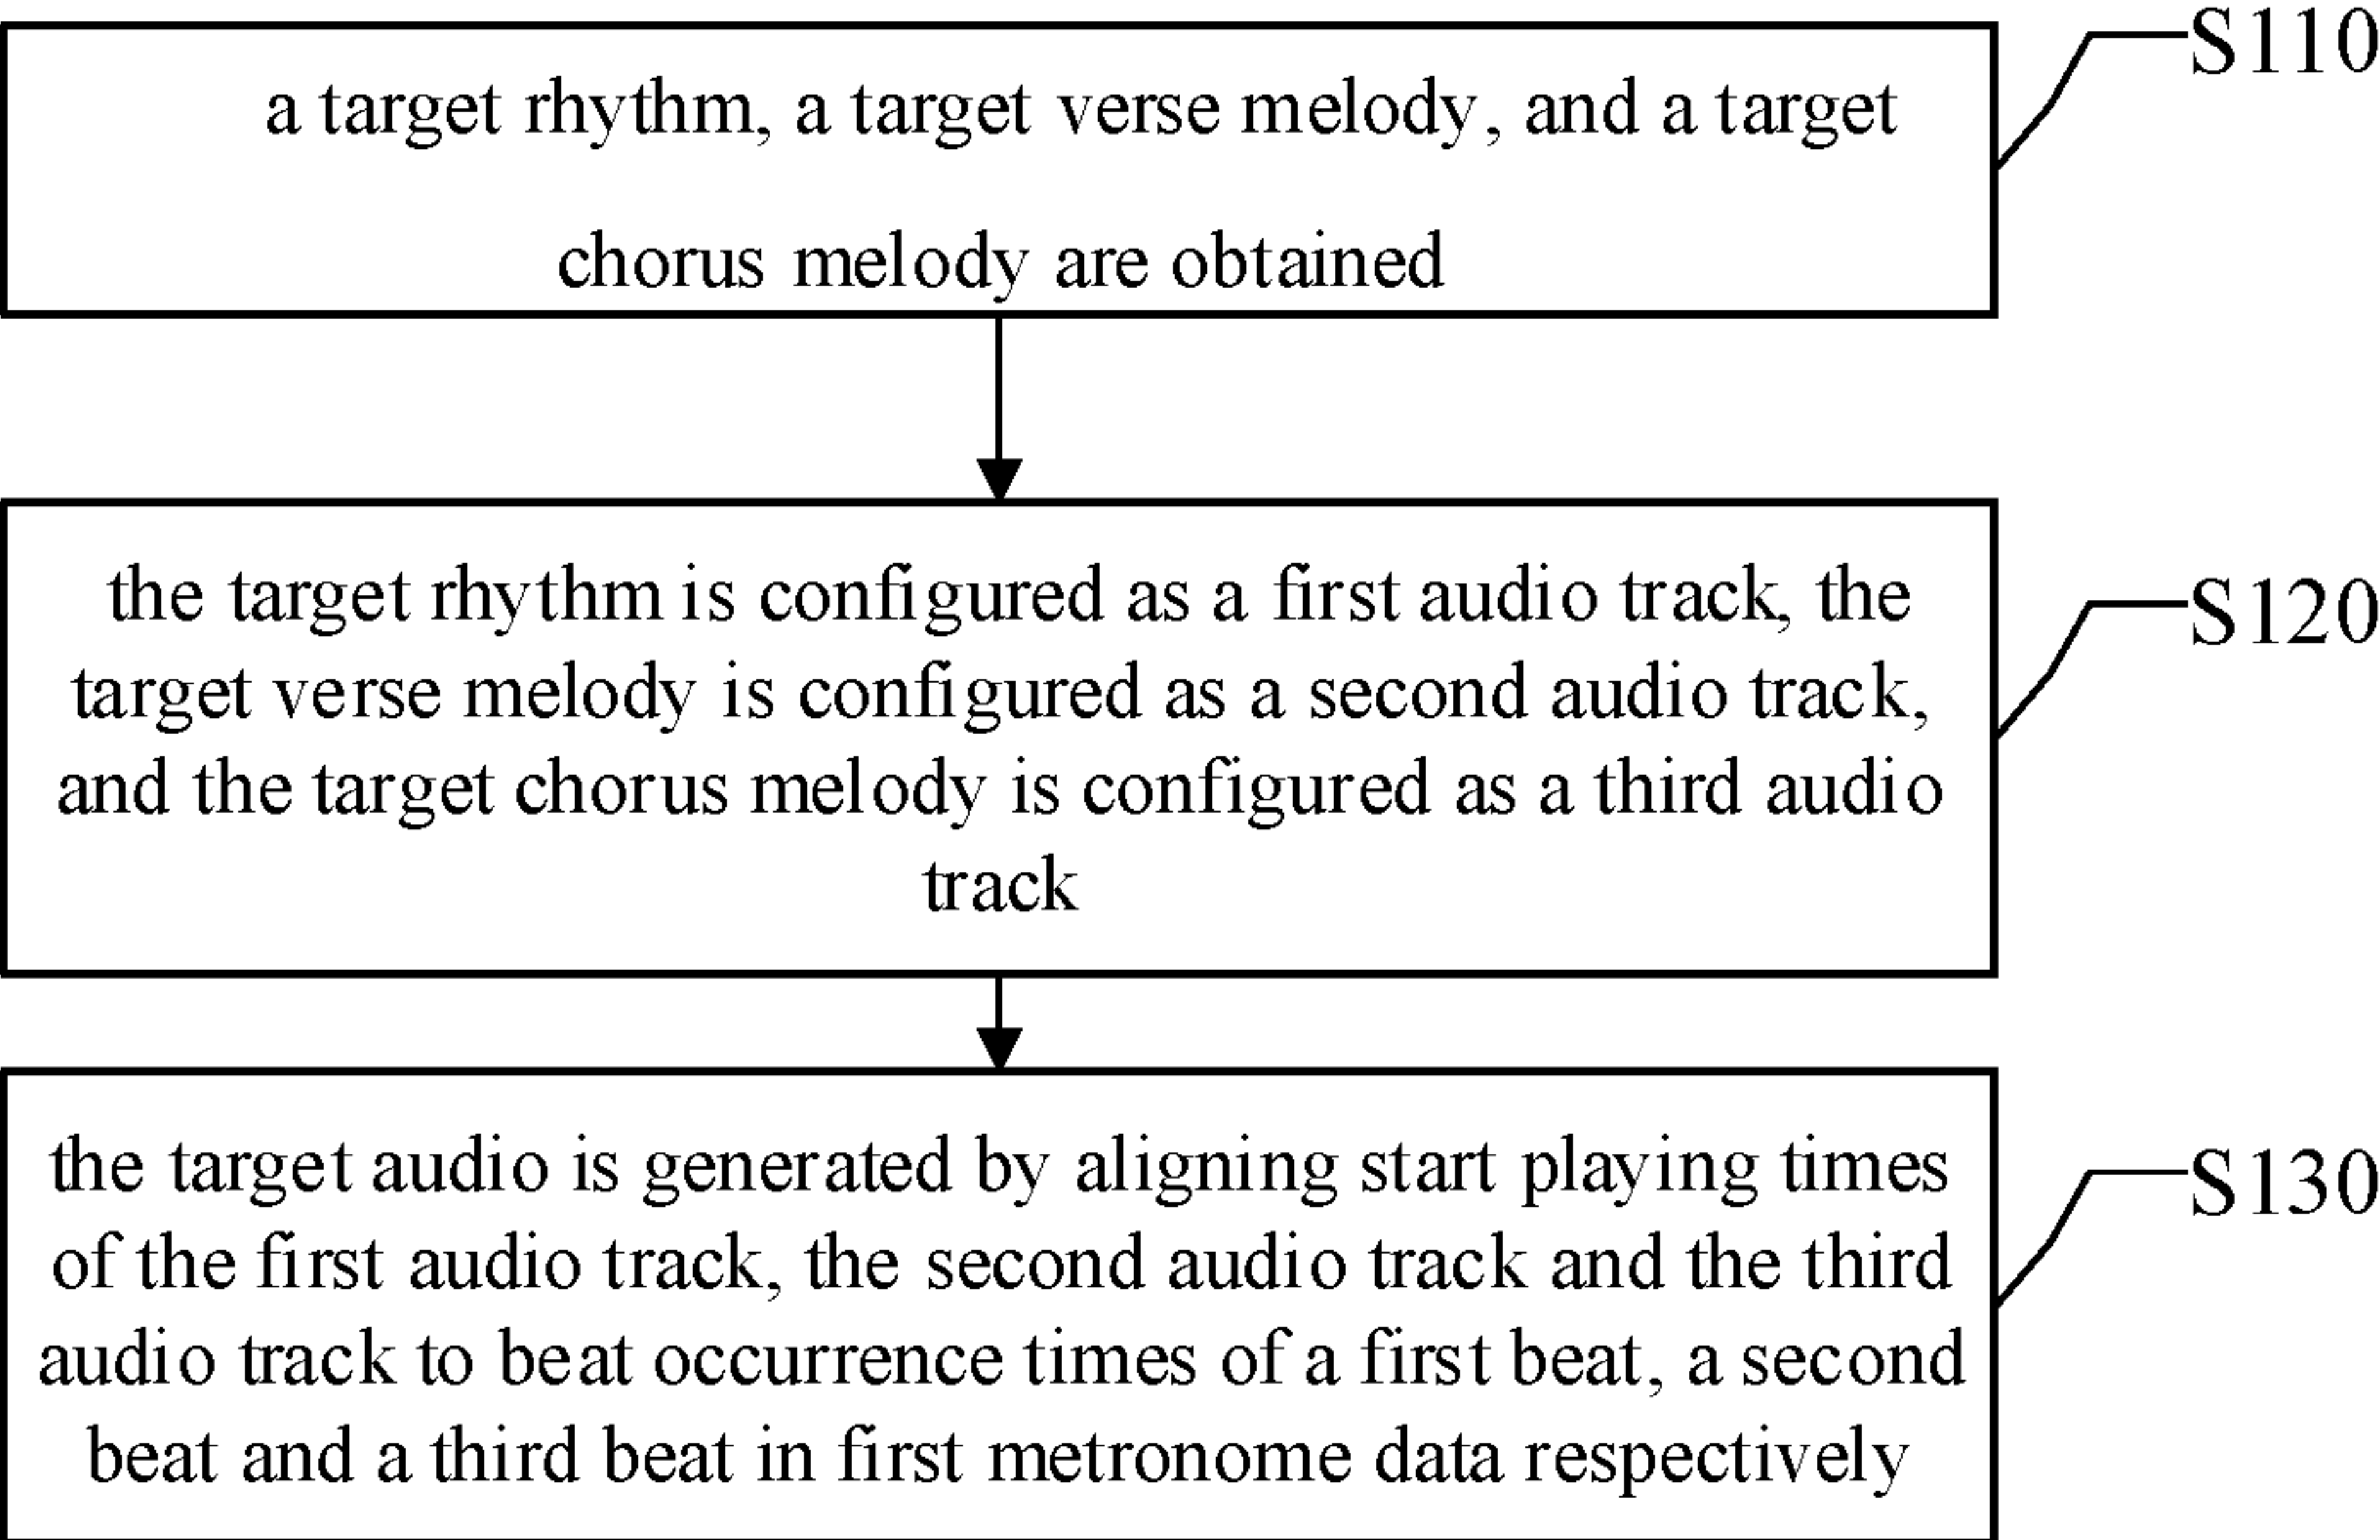 S110
a target rhythm, a target verse melody, and a target
chorus melody are obtained
the target rhythm is configured as a first audio track, the
target verse melody is configured as a second audio track,
and the target chorus melody is configured as a third audio
track
S120
the target audio is generated by aligning start playing times
of the first audio track, the second audio track and the third
audio track to beat occurrence times of a first beat, a second
beat and a third beat in first metronome data respectively
S130